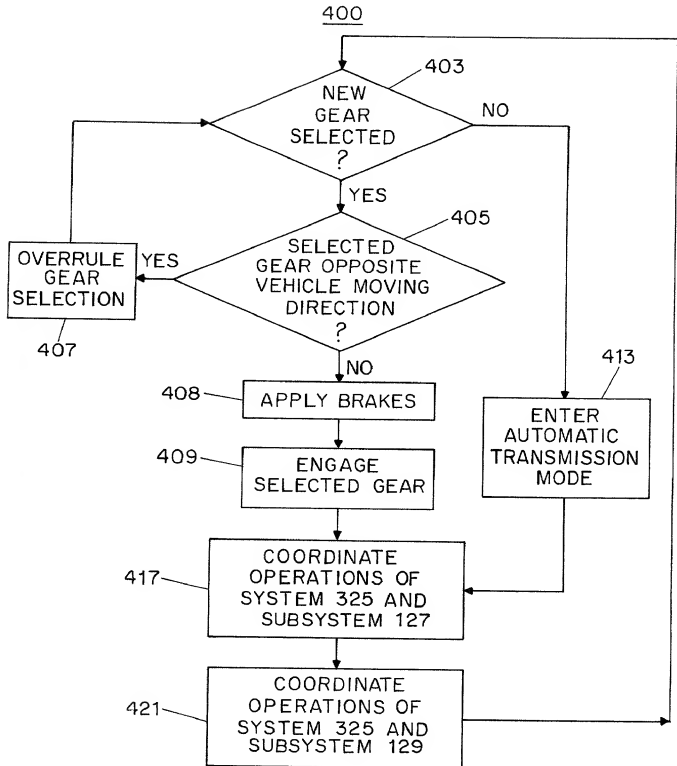 400
403
NEW
GEAR
SELECTED
?
NO
YES
405
SELECTED
GEAR OPPOSITE
VEHICLE MOVING
DIRECTION
?
YES
OVERRULE
GEAR
SELECTION
407
NO
408
APPLY BRAKES
413
ENTER
AUTOMATIC
TRANSMISSION
MODE
409
ENGAGE
SELECTED GEAR
417
COORDINATE
OPERATIONS OF
SYSTEM 325 AND
SUBSYSTEM 127
421
COORDINATE
OPERATIONS OF
SYSTEM 325 AND
SUBSYSTEM 129